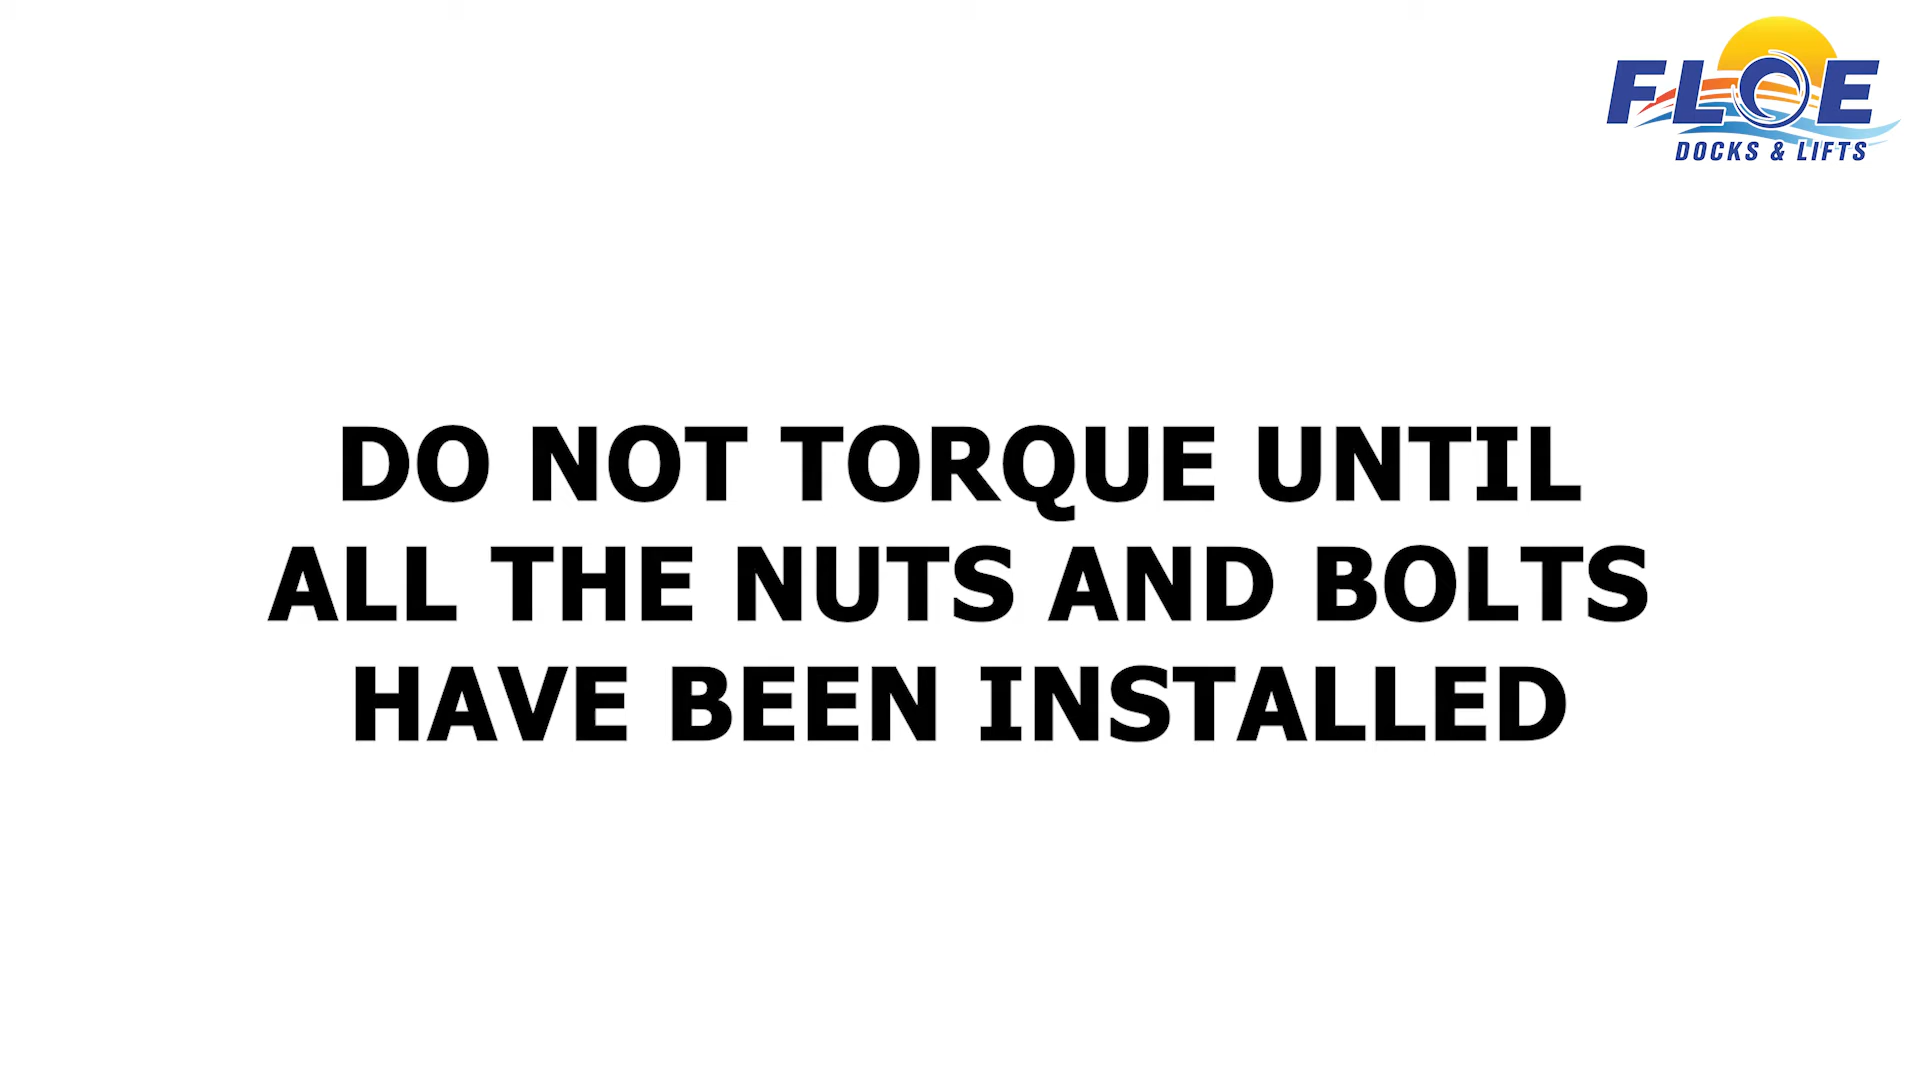 FLOE
DOCKS & LIFTS
DO NOT TORQUE UNTIL
ALL THE NUTS AND BOLTS
HAVE BEEN INSTALLED